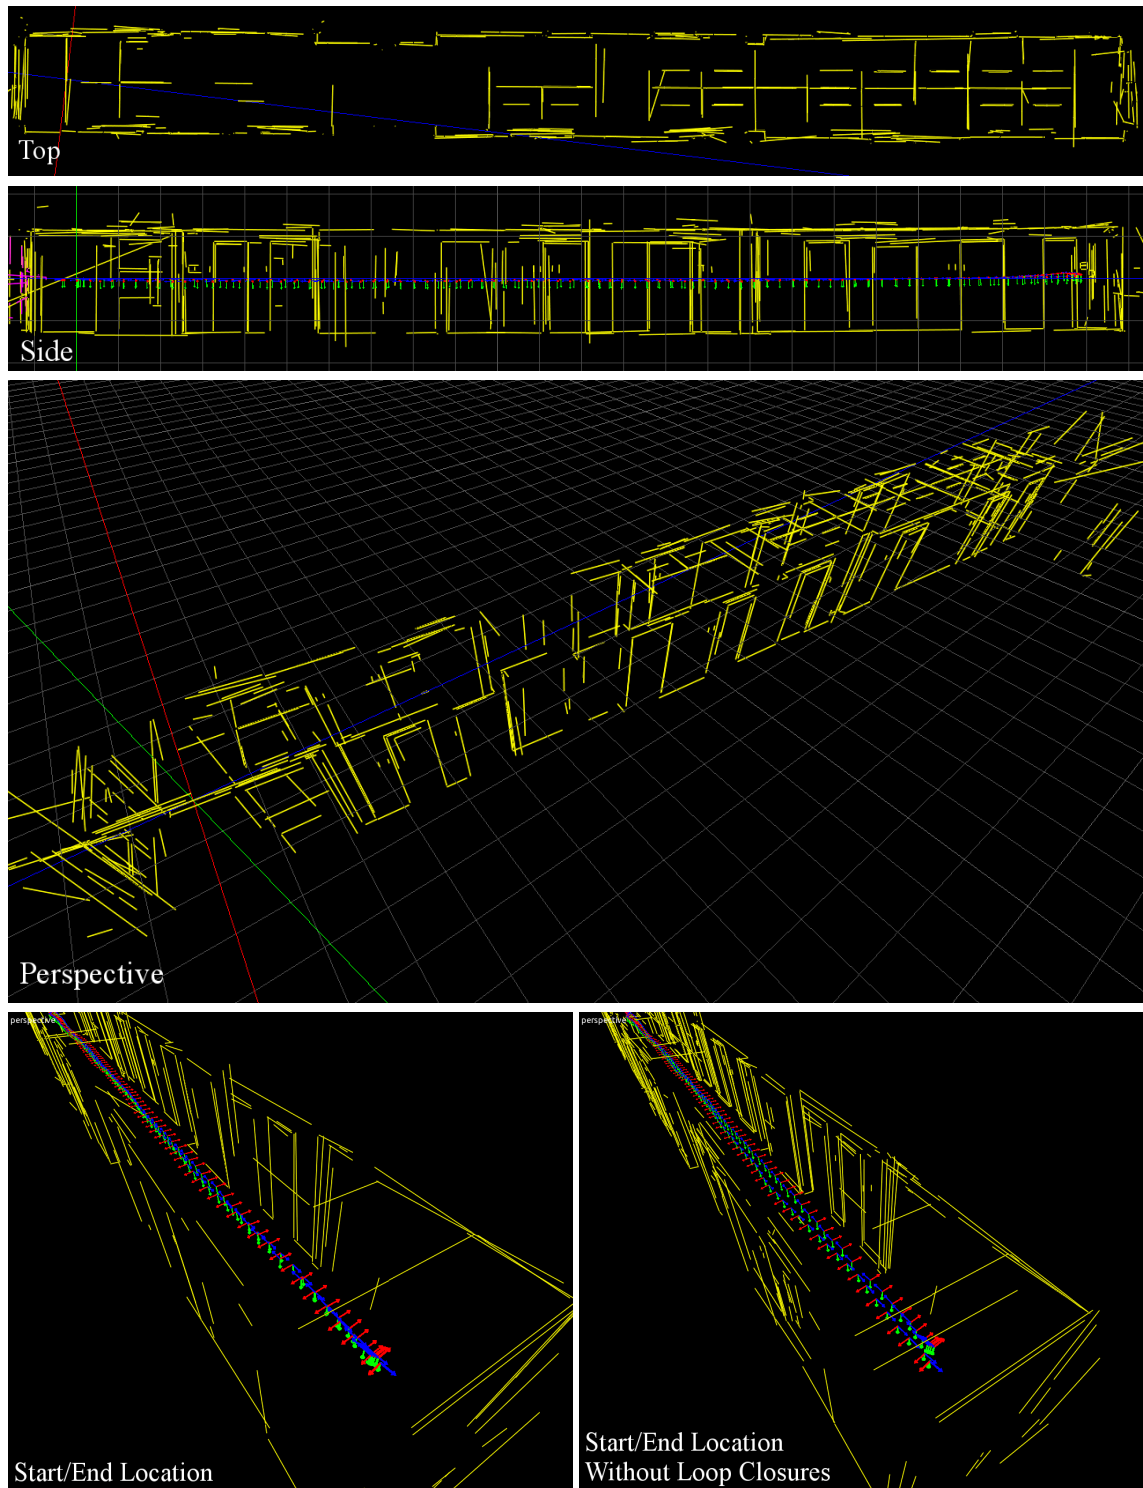 Top
Side
Perspective
perspective
perspective
Start/End Location
Start/End Location
Without Loop Closures